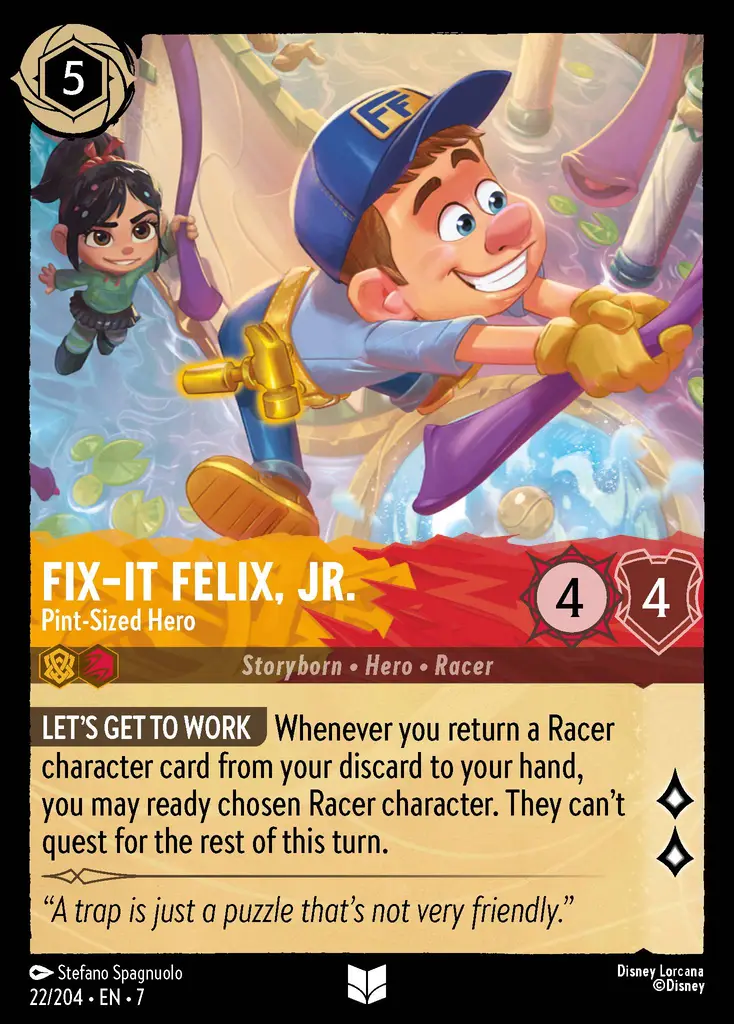 5
FF
FIX-IT FELIX, JR.
Pint-Sized Hero
4
4
Storyborn • Hero • Racer
LET'S GET TO WORK Whenever you return a Racer
character card from your discard to your hand,
you may ready chosen Racer character. They can't
quest for the rest of this turn.
“A trap is just a puzzle that's not very friendly.”
Stefano Spagnuolo
22/204 • EN • 7
Disney Lorcana
©Disney